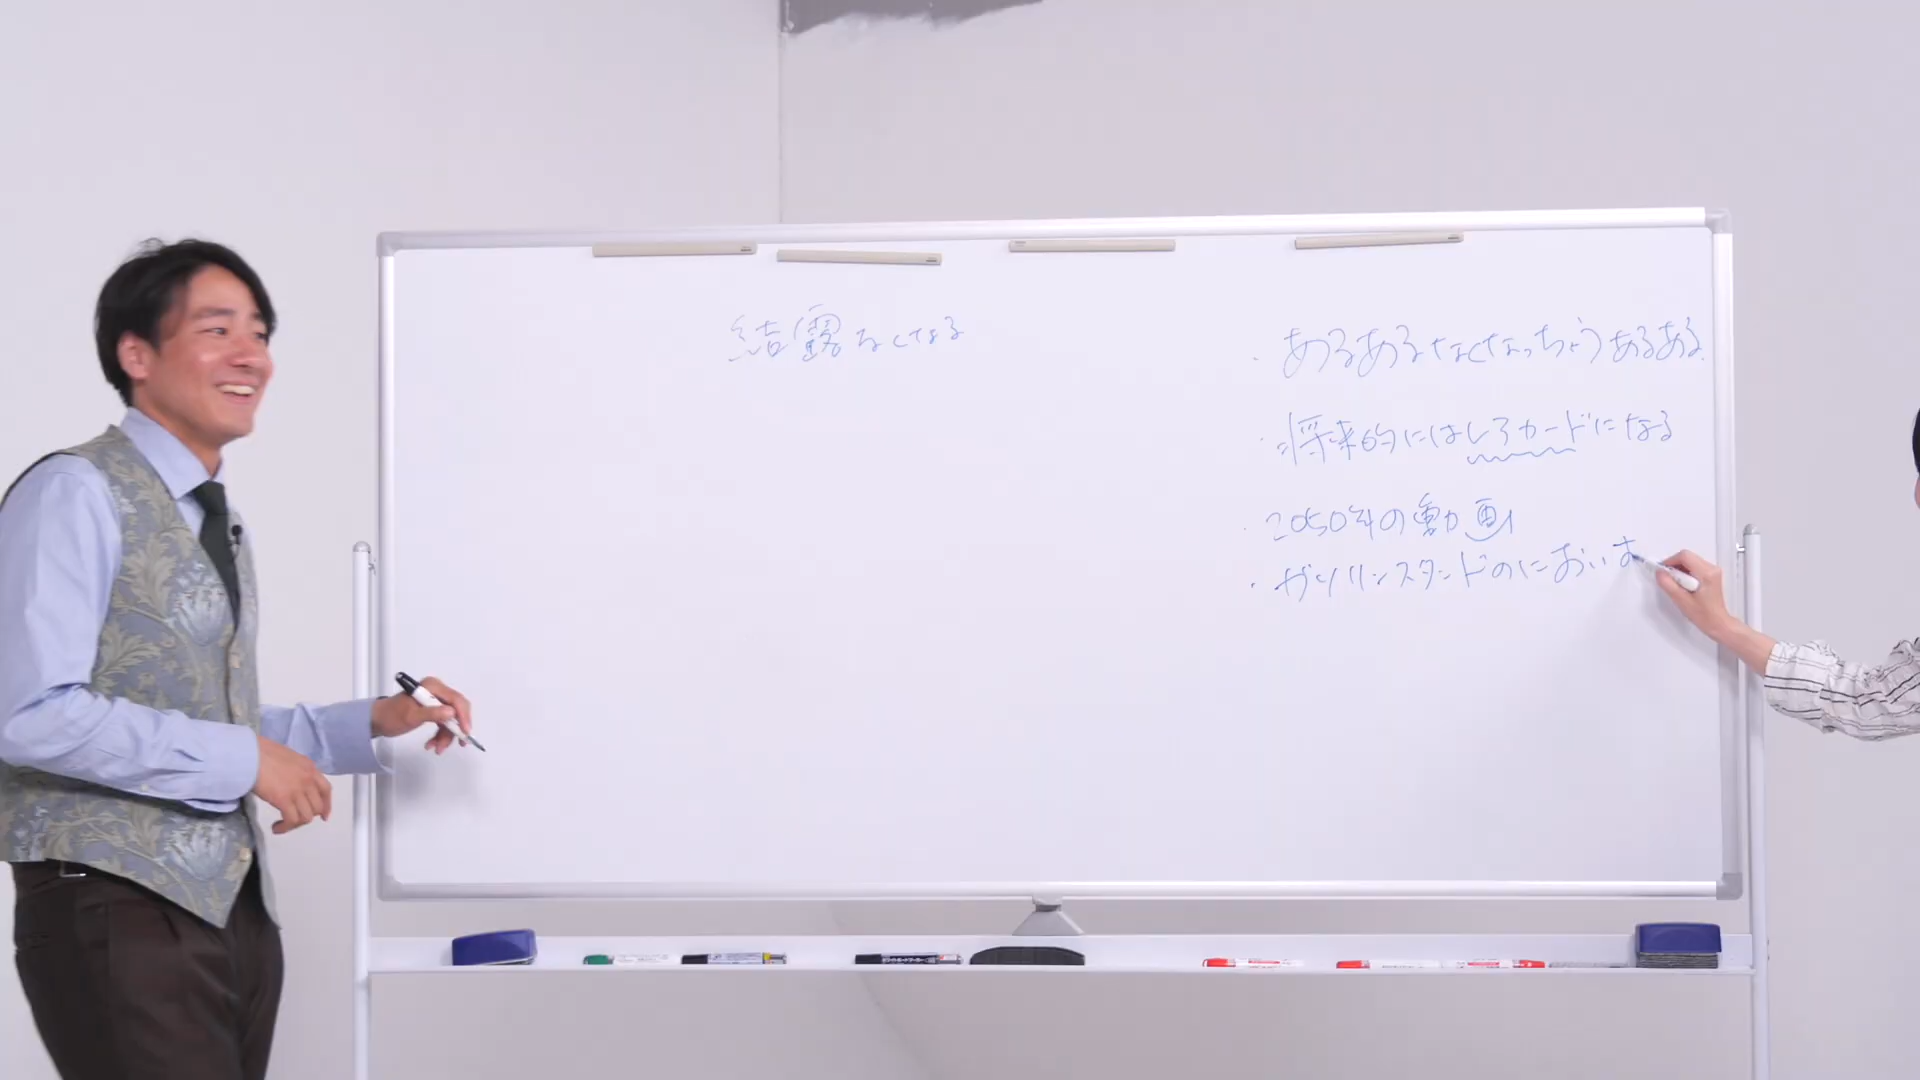 結露なくなる
・あるあるなくなっちゃうあるある
・将来的にはレアカードになる
・2050年の動画
・ガソリンスタンドのにおいも